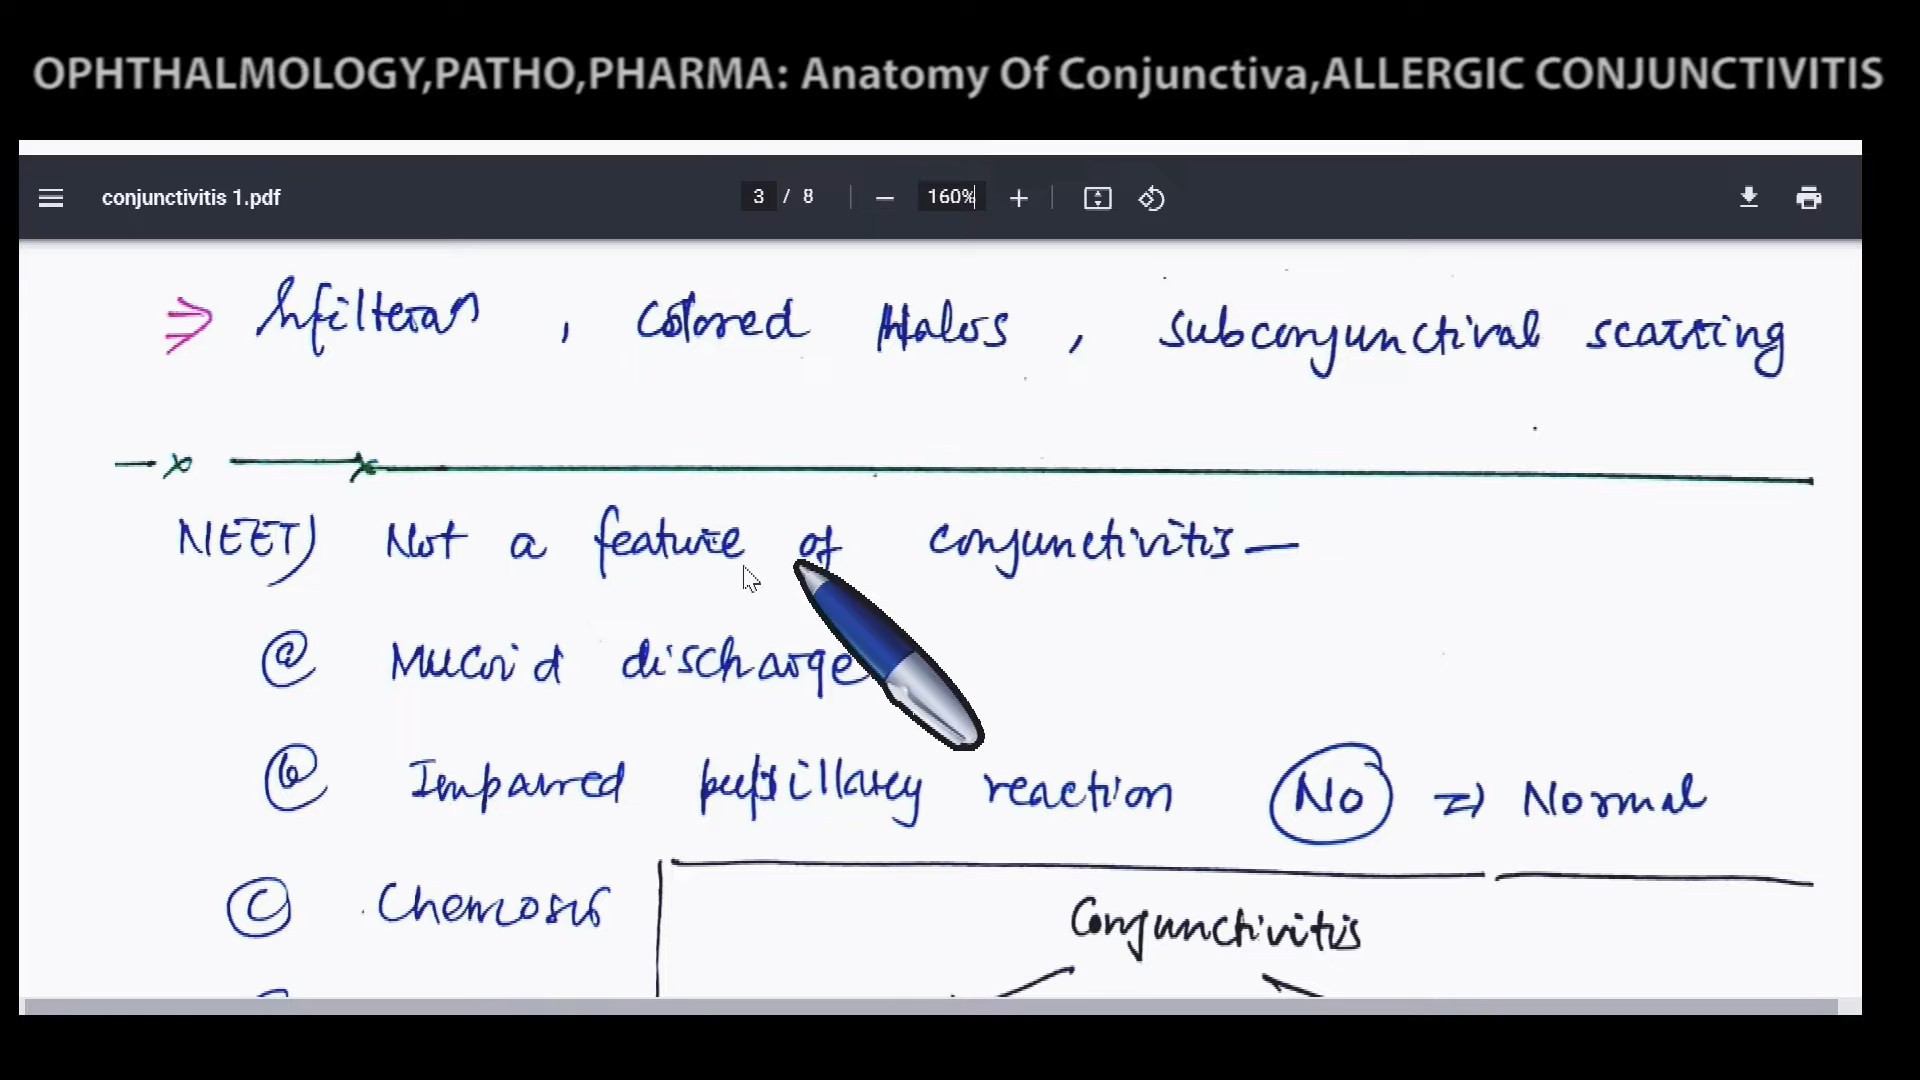 OPHTHALMOLOGY,PATHO,PHARMA: Anatomy Of Conjunctiva,ALLERGIC CONJUNCTIVITIS
conjunctivitis 1.pdf 3 / 8 160%
, Colored Halos , subconjunctival scarring
NEET) Not a feature of conjunctivitis —
(a) Mucoid discharge
(b) Impaired pupillary reaction No => Normal
(c) Chemosis
Conjunctivitis